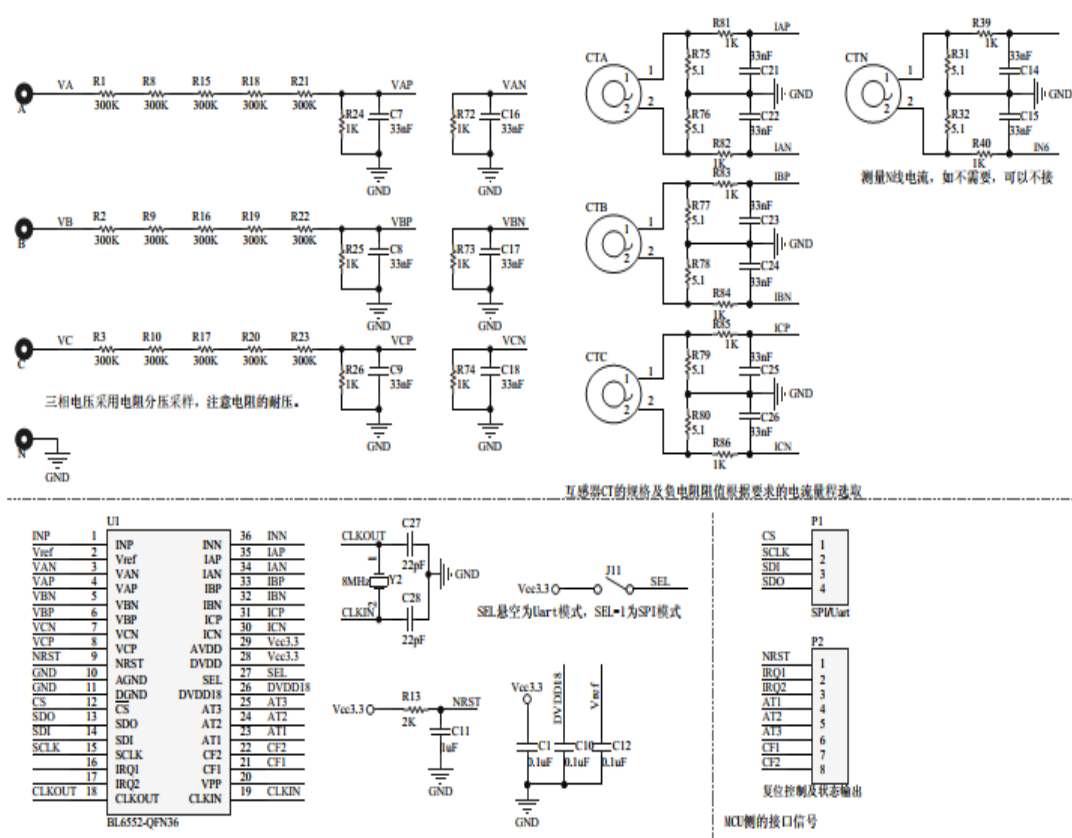 VA R1 R8 R15 R18 R21 VAP VAN
A 300K 300K 300K 300K 300K
R24 1K C7 33nF R72 1K C16 33nF
GND
VB R2 R9 R16 R19 R22 VBP VBN
B 300K 300K 300K 300K 300K
R25 1K C8 33nF R73 1K C17 33nF
GND GND
VC R3 R10 R17 R20 R23 VCP VCN
C 300K 300K 300K 300K 300K
R26 1K C9 33nF R74 1K C18 33nF
三相电压采用电阻分压采样，注意电阻的耐压。
GND
N
GND
CTA 1 2 R75 5.1 R76 5.1 R81 1K IAP 33nF C21 GND C22 33nF R82 1K IAN
CTN 1 2 R31 5.1 R32 5.1 R39 1K 33nF C14 GND C15 33nF R40 1K IN6
测量N线电流，如不需要，可以不接
CTB 1 2 R77 5.1 R78 5.1 R83 1K IBP 33nF C23 GND C24 33nF R84 1K IBN
CTC 1 2 R79 5.1 R80 5.1 R85 1K ICP 33nF C25 GND C26 33nF R86 1K ICN
互感器CT的规格及负电阻阻值根据要求的电流量程选取
U1
INP 1 INP INN 36 INN
Vref 2 Vref IAP 35 IAP
VAN 3 VAN IAN 34 IAN
VAP 4 VAP IBP 33 IBP
VBN 5 VBN IBN 32 IBN
VBP 6 VBP ICP 31 ICP
VCN 7 VCN ICN 30 ICN
VCP 8 VCP AVDD 29 Vcc3.3
NRST 9 NRST DVDD 28 Vcc3.3
GND 10 AGND SEL 27 SEL
GND 11 DGND DVDD18 26 DVDD18
CS 12 CS AT3 25 AT3
SDO 13 SDO AT2 24 AT2
SDI 14 SDI AT1 23 AT1
SCLK 15 SCLK CF2 22 CF2
16 IRQ1 CF1 21 CF1
17 IRQ2 VPP 20
CLKOUT 18 CLKOUT CLKIN 19 CLKIN
BL6552-QFN36
CLKOUT C27 22pF
1 8MHz Y2 2 GND
CLKIN C28 22pF
Vcc3.3 J11 SEL
SEL悬空为Uart模式，SEL=1为SPI模式
Vcc3.3 R13 2K NRST
C11 1uF
GND
Vcc3.3 DVDD18 Vref
C1 0.1uF C10 0.1uF C12 0.1uF
GND
P1
CS 1
SCLK 2
SDI 3
SDO 4
SPI/Uart
P2
NRST 1
IRQ1 2
IRQ2 3
AT1 4
AT2 5
AT3 6
CF1 7
CF2 8
复位控制及状态输出
MCU侧的接口信号